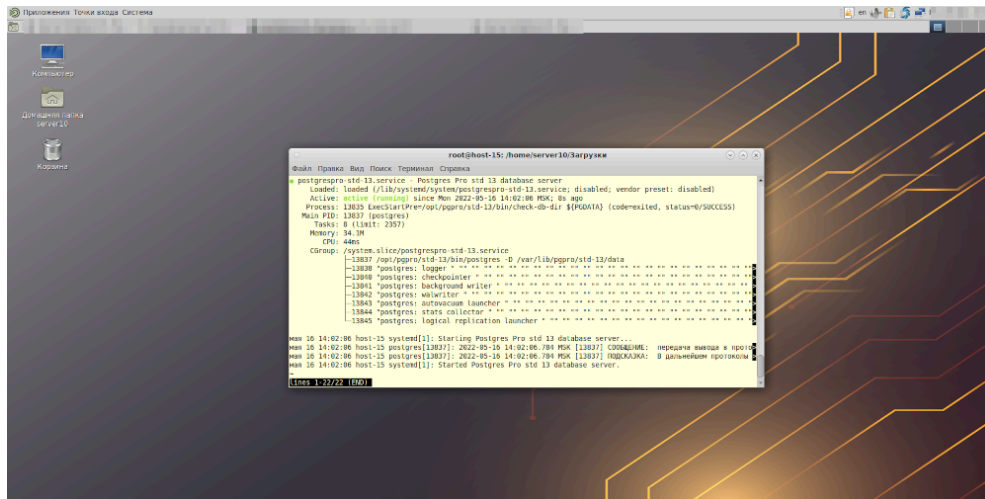 Приложения Точки входа Система
en
Компьютер
Домашняя папка
server10
Корзина
root@host-15: /home/server10/Загрузки
Файл Правка Вид Поиск Терминал Справка
● postgrespro-std-13.service - Postgres Pro std 13 database server
Loaded: loaded (/lib/systemd/system/postgrespro-std-13.service; disabled; vendor preset: disabled)
Active: active (running) since Mon 2022-05-16 14:02:06 MSK; 8s ago
Process: 13835 ExecStartPre=/opt/pgpro/std-13/bin/check-db-dir ${PGDATA} (code=exited, status=0/SUCCESS)
Main PID: 13837 (postgres)
Tasks: 8 (limit: 2357)
Memory: 34.1M
CPU: 44ms
CGroup: /system.slice/postgrespro-std-13.service
├─13837 /opt/pgpro/std-13/bin/postgres -D /var/lib/pgpro/std-13/data
├─13838 "postgres: logger " "" "" "" "" "" "" "" "" "" "" "" "" "" "" "" "" "" "" "" "" "" "" "">
├─13840 "postgres: checkpointer " "" "" "" "" "" "" "" "" "" "" "" "" "" "" "" "" "" "" "" "" "">
├─13841 "postgres: background writer " "" "" "" "" "" "" "" "" "" "" "" "" "" "" "" "" "" "" "">
├─13842 "postgres: walwriter " "" "" "" "" "" "" "" "" "" "" "" "" "" "" "" "" "" "" "" "" "" "">
├─13843 "postgres: autovacuum launcher " "" "" "" "" "" "" "" "" "" "" "" "" "" "" "" "" "" "">
├─13844 "postgres: stats collector " "" "" "" "" "" "" "" "" "" "" "" "" "" "" "" "" "" "" "" "">
└─13845 "postgres: logical replication launcher " "" "" "" "" "" "" "" "" "" "" "" "" "" "" "">
мая 16 14:02:06 host-15 systemd[1]: Starting Postgres Pro std 13 database server...
мая 16 14:02:06 host-15 postgres[13837]: 2022-05-16 14:02:06.704 MSK [13837] СООБЩЕНИЕ: передача вывода в прото>
мая 16 14:02:06 host-15 postgres[13837]: 2022-05-16 14:02:06.704 MSK [13837] ПОДСКАЗКА: В дальнейшем протоколы >
мая 16 14:02:06 host-15 systemd[1]: Started Postgres Pro std 13 database server.
~
lines 1-22/22 (END)